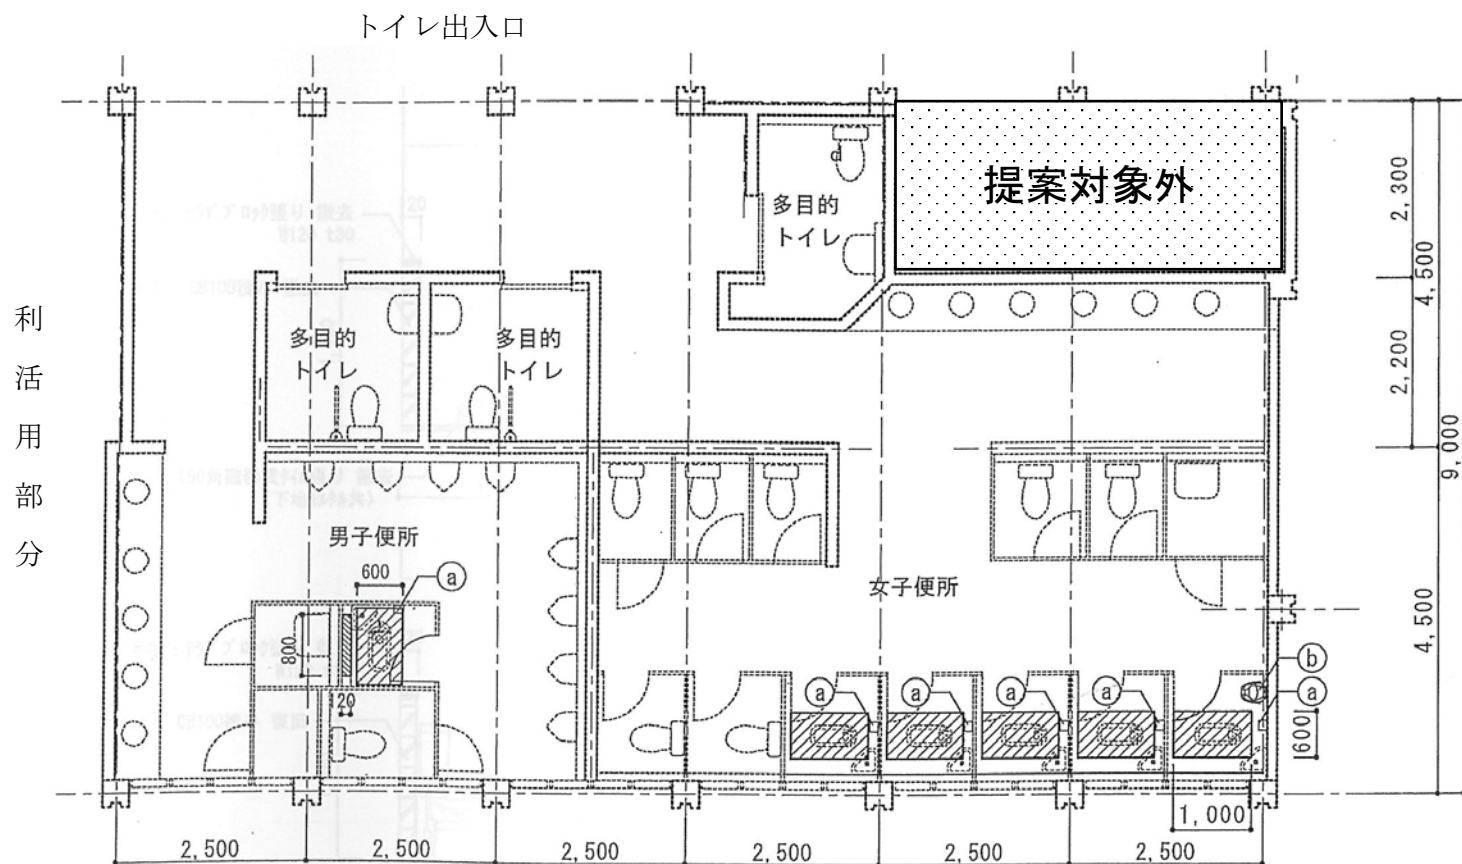 トイレ出入口
提案対象外
多目的
トイレ
2,300
4,500
2,200
9,000
利活用部分
多目的
トイレ
多目的
トイレ
男子便所
600
a
800
120
女子便所
a
a
a
a
b
a
600
4,500
1,000
2,500
2,500
2,500
2,500
2,500
2,500